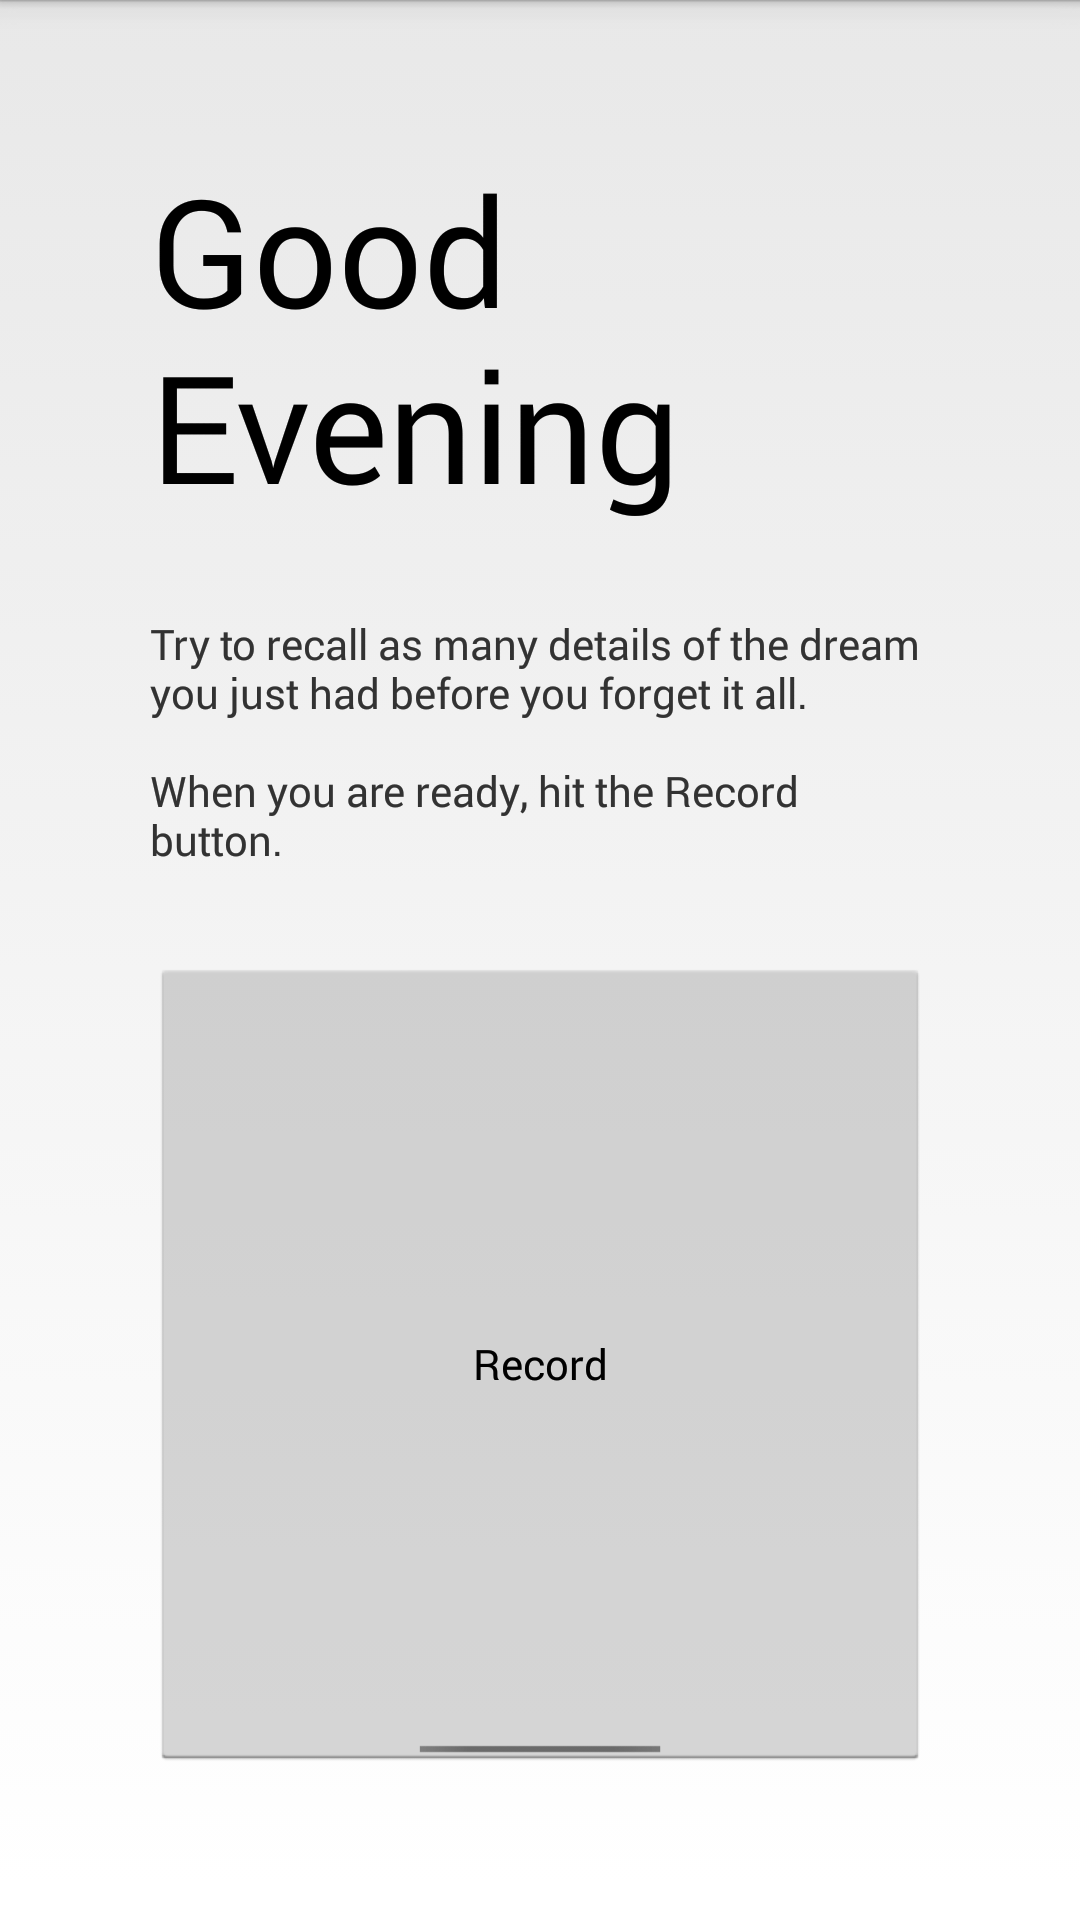 Good
Evening
Try to recall as many details of the dream
you just had before you forget it all.
When you are ready, hit the Record
button.
Record